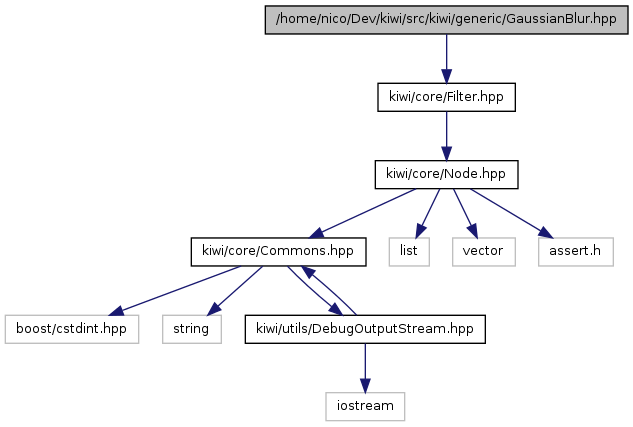 /home/nico/Dev/kiwi/src/kiwi/generic/GaussianBlur.hpp
kiwi/core/Filter.hpp
kiwi/core/Node.hpp
kiwi/core/Commons.hpp
list
vector
assert.h
boost/cstdint.hpp
string
kiwi/utils/DebugOutputStream.hpp
iostream